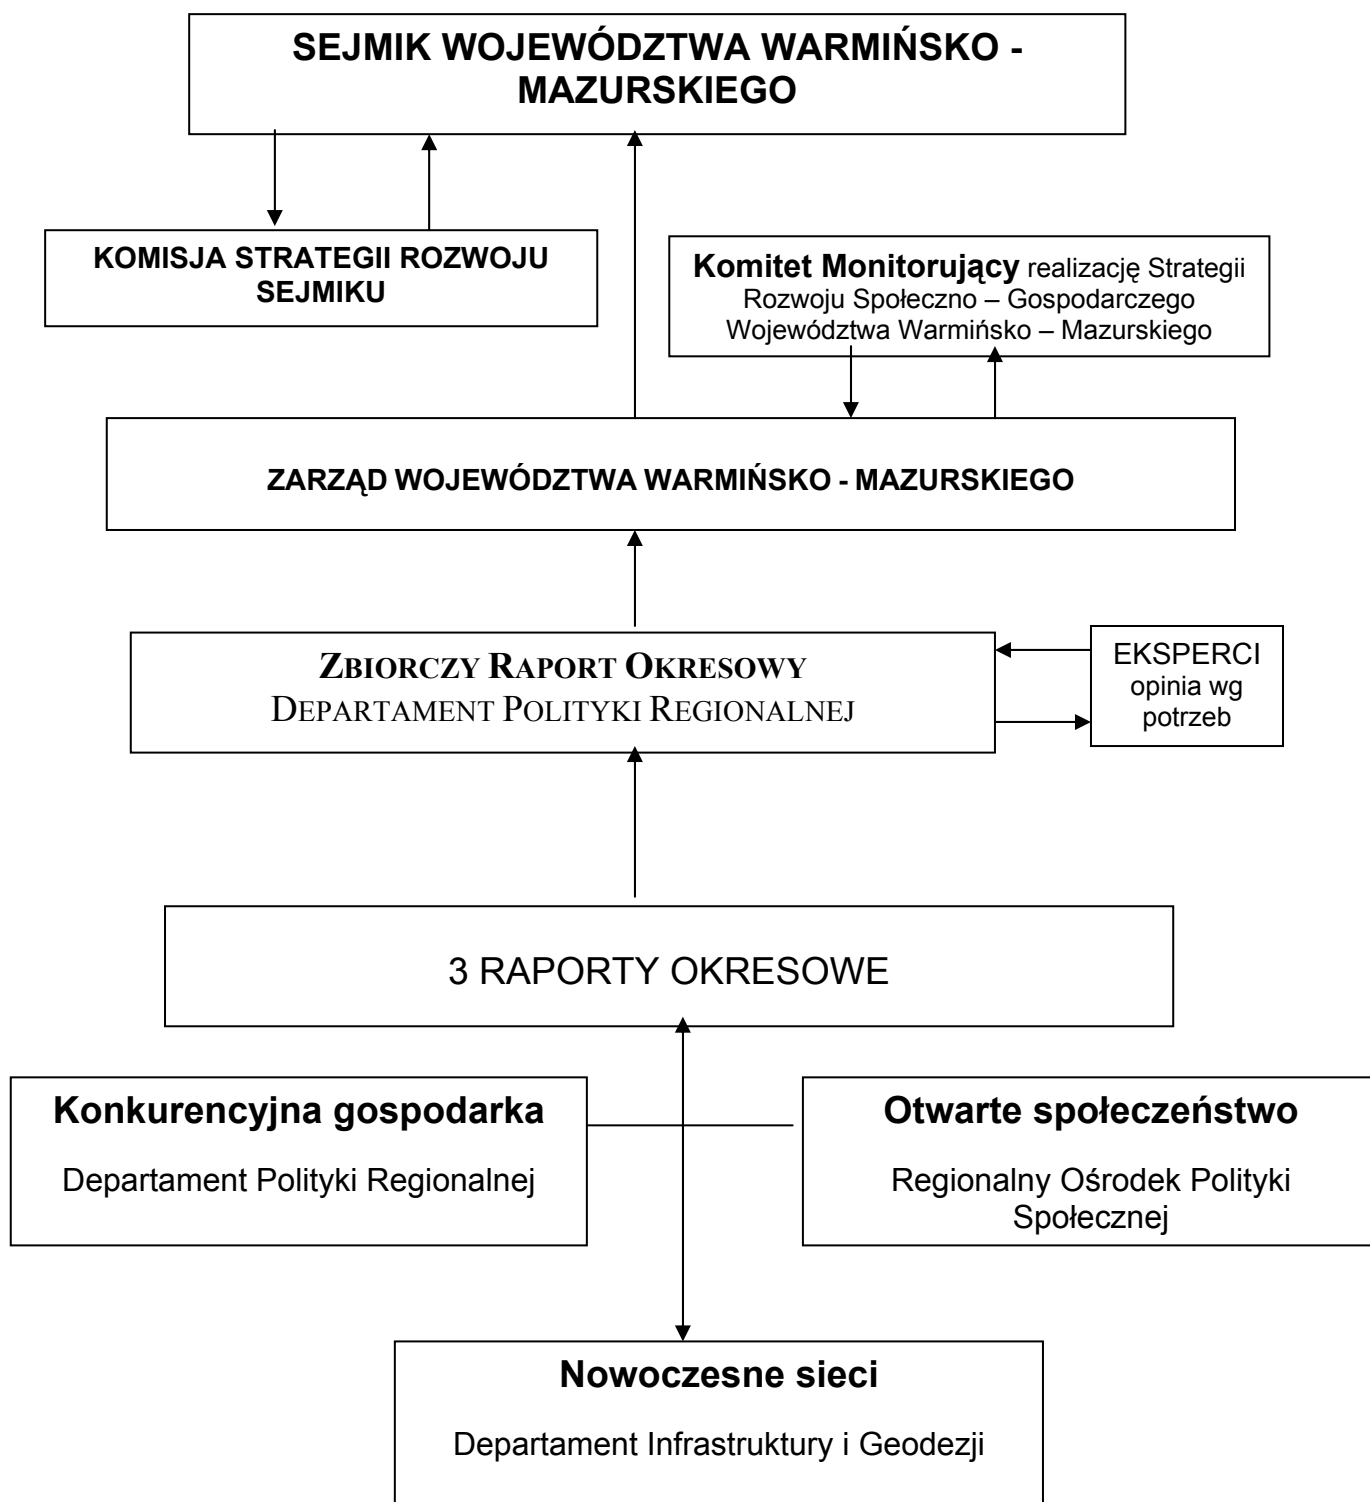 SEJMIK WOJEWÓDZTWA WARMIŃSKO -
MAZURSKIEGO
KOMISJA STRATEGII ROZWOJU
SEJMIKU
Komitet Monitorujący realizację Strategii
Rozwoju Społeczno – Gospodarczego
Województwa Warmińsko – Mazurskiego
ZARZĄD WOJEWÓDZTWA WARMIŃSKO - MAZURSKIEGO
ZBIORCZY RAPORT OKRESOWY
DEPARTAMENT POLITYKI REGIONALNEJ
EKSPERCI
opinia wg
potrzeb
3 RAPORTY OKRESOWE
Konkurencyjna gospodarka
Departament Polityki Regionalnej
Otwarte społeczeństwo
Regionalny Ośrodek Polityki
Społecznej
Nowoczesne sieci
Departament Infrastruktury i Geodezji